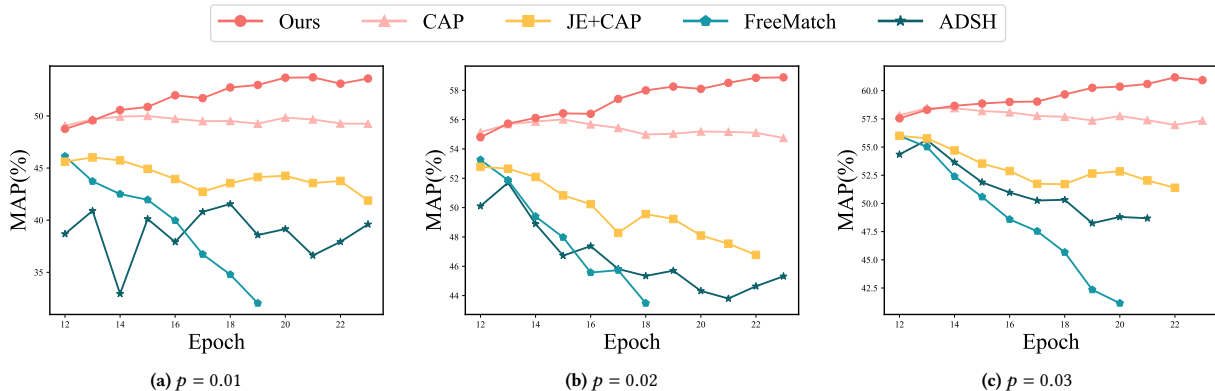 Ours CAP JE+CAP FreeMatch ADSH
MAP(%)
50
45
40
35
12 14 16 18 20 22
Epoch
(a) p = 0.01
MAP(%)
58
56
54
52
50
48
46
44
12 14 16 18 20 22
Epoch
(b) p = 0.02
MAP(%)
60.0
57.5
55.0
52.5
50.0
47.5
45.0
42.5
12 14 16 18 20 22
Epoch
(c) p = 0.03